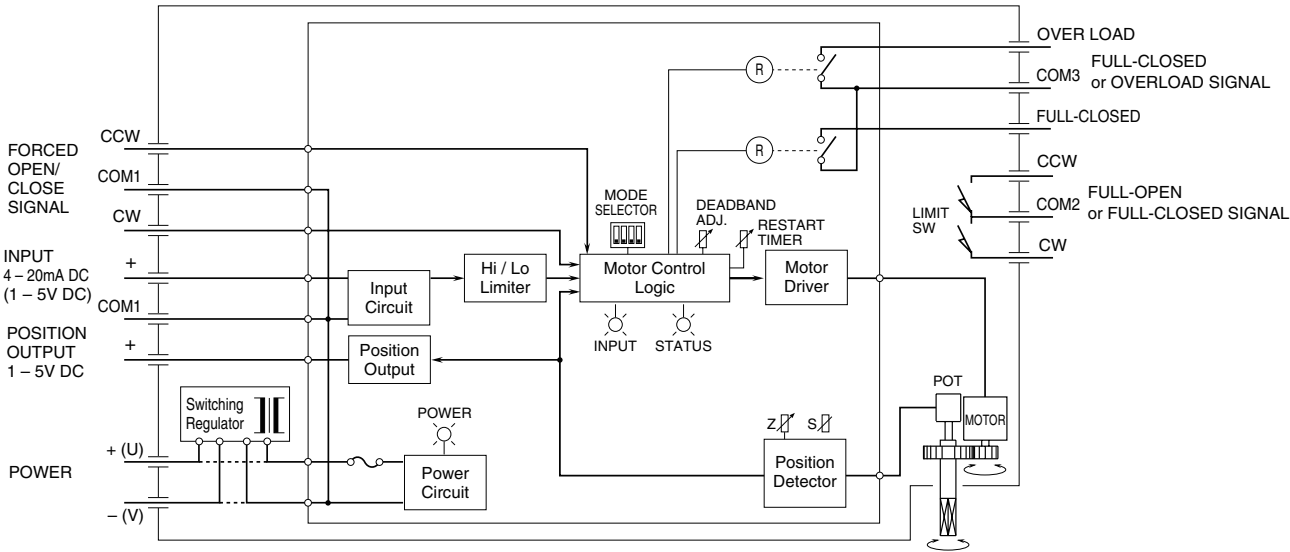 FORCED
OPEN/
CLOSE
SIGNAL
CCW
COM1
CW
INPUT
4 – 20mA DC
(1 – 5V DC)
+
COM1
POSITION
OUTPUT
1 – 5V DC
+
POWER
+ (U)
– (V)
Switching
Regulator
POWER
Power
Circuit
Input
Circuit
Position
Output
Hi / Lo
Limiter
MODE
SELECTOR
DEADBAND
ADJ.
RESTART
TIMER
Motor Control
Logic
INPUT
STATUS
Motor
Driver
R
R
Z
S
Position
Detector
POT
MOTOR
OVER LOAD
COM3
FULL-CLOSED
or OVERLOAD SIGNAL
FULL-CLOSED
LIMIT
SW
CCW
COM2
CW
FULL-OPEN
or FULL-CLOSED SIGNAL